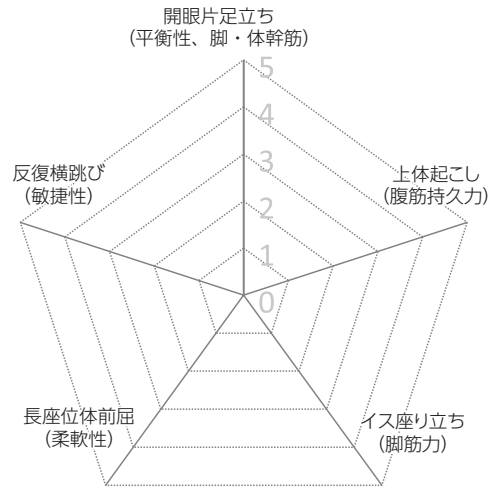 開眼片足立ち
(平衡性、脚・体幹筋)
5
4
3
2
1
0
反復横跳び
(敏捷性)
上体起こし
(腹筋持久力)
長座位体前屈
(柔軟性)
イス座り立ち
(脚筋力)